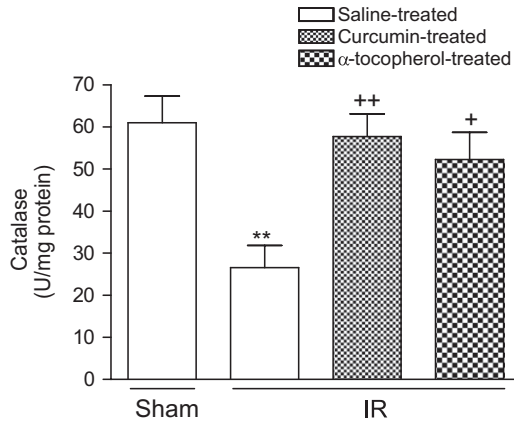 Saline-treated
Curcumin-treated
α-tocopherol-treated
Catalase
(U/mg protein)
70
60
50
40
30
20
10
0
**
++
+
Sham
IR